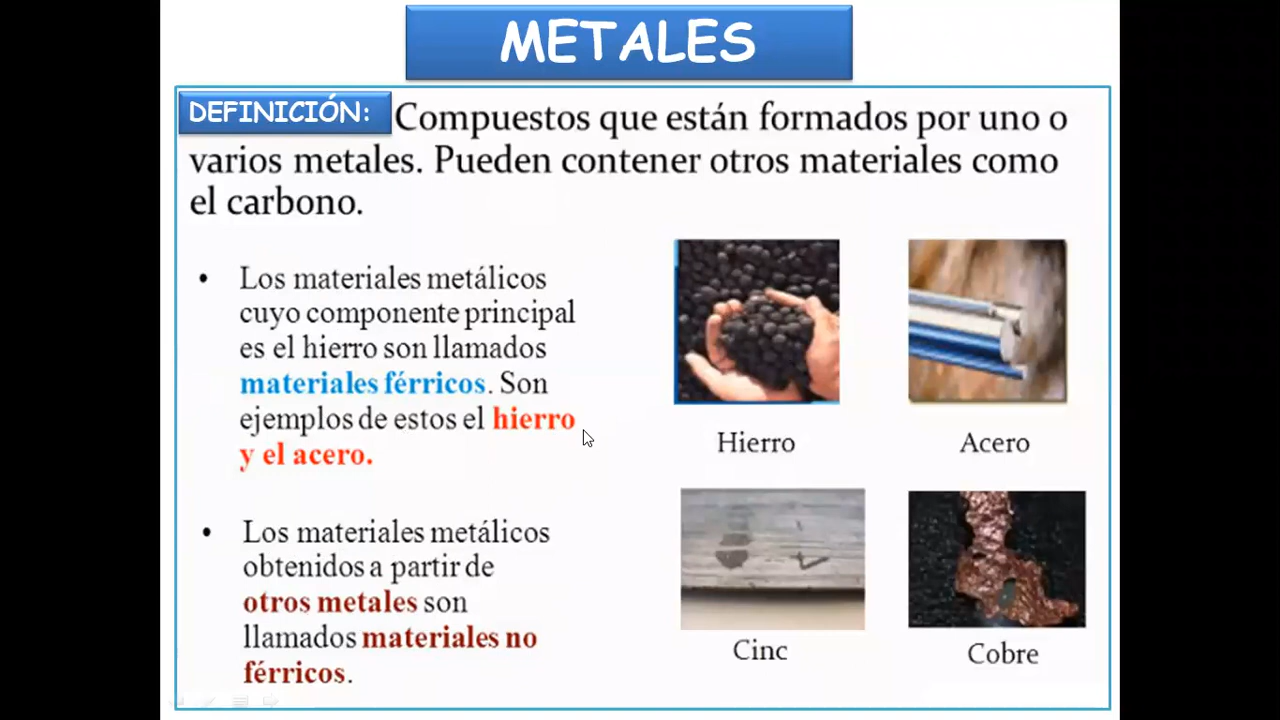 METALES
DEFINICIÓN: Compuestos que están formados por uno o
varios metales. Pueden contener otros materiales como
el carbono.
• Los materiales metálicos
cuyo componente principal
es el hierro son llamados
materiales férricos. Son
ejemplos de estos el hierro
y el acero.
• Los materiales metálicos
obtenidos a partir de
otros metales son
llamados materiales no
férricos.
Hierro
Acero
Cinc
Cobre